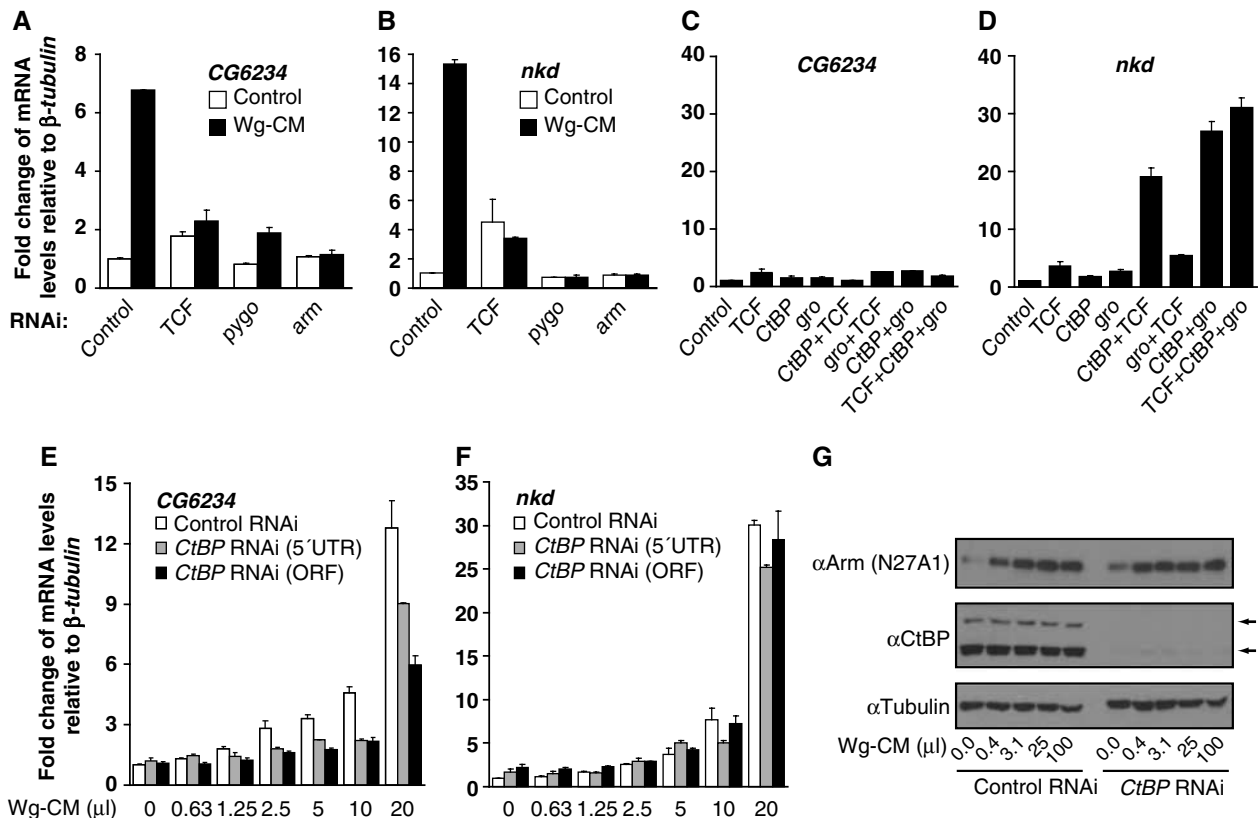 A
Fold change of mRNA
levels relative to β-tubulin
8
6
4
2
0
CG6234
Control
Wg-CM
RNAi:
Control
TCF
pygo
arm
B
16
14
12
10
8
6
4
2
0
nkd
Control
Wg-CM
Control
TCF
pygo
arm
C
40
30
20
10
0
CG6234
Control
TCF
CtBP
gro
CtBP+TCF
gro+TCF
CtBP+gro
TCF+CtBP+gro
D
40
30
20
10
0
nkd
Control
TCF
CtBP
gro
CtBP+TCF
gro+TCF
CtBP+gro
TCF+CtBP+gro
E
Fold change of mRNA levels
relative to β-tubulin
15
12
9
6
3
0
CG6234
Control RNAi
CtBP RNAi (5´UTR)
CtBP RNAi (ORF)
Wg-CM (μl) 0 0.63 1.25 2.5 5 10 20
F
35
30
25
20
15
10
5
0
nkd
Control RNAi
CtBP RNAi (5´UTR)
CtBP RNAi (ORF)
0 0.63 1.25 2.5 5 10 20
G
αArm (N27A1)
αCtBP
αTubulin
Wg-CM (μl) 0.0 0.4 3.1 25 100 0.0 0.4 3.1 25 100
Control RNAi CtBP RNAi